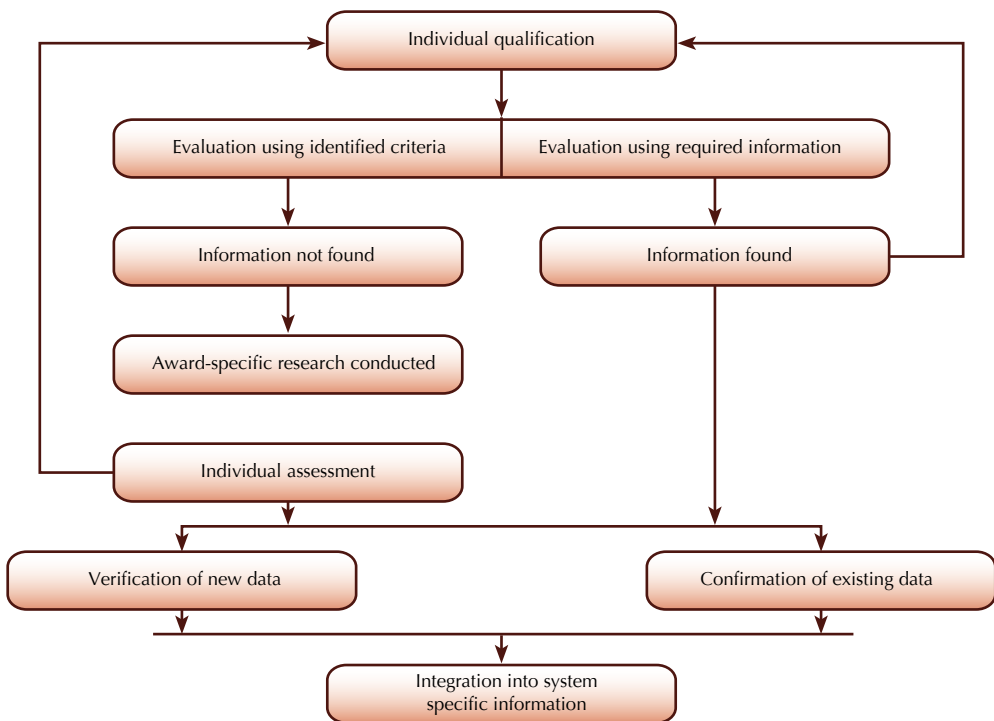 Individual qualification
Evaluation using identified criteria
Evaluation using required information
Information not found
Information found
Award-specific research conducted
Individual assessment
Verification of new data
Confirmation of existing data
Integration into system
specific information